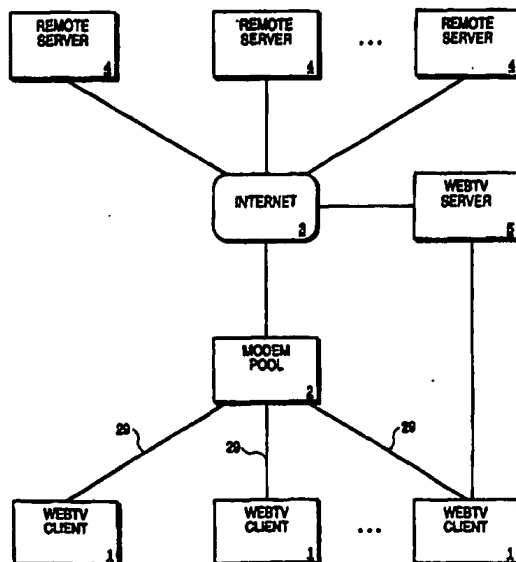 REMOTE SERVER 4
REMOTE SERVER 4
...
REMOTE SERVER 4
INTERNET 3
WEBTV SERVER 5
MODEM POOL 2
29
29
29
WEBTV CLIENT 1
WEBTV CLIENT 1
...
WEBTV CLIENT 1